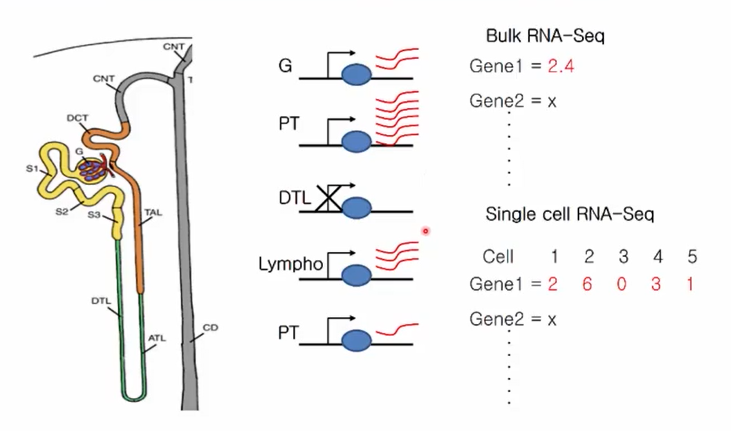 CNT
CNT
T
DCT
G
S1
S2
S3
TAL
DTL
ATL
CD
G
PT
DTL
Lympho
PT
Bulk RNA-Seq
Gene1 = 2.4
Gene2 = x
Single cell RNA-Seq
Cell 1 2 3 4 5
Gene1 = 2 6 0 3 1
Gene2 = x